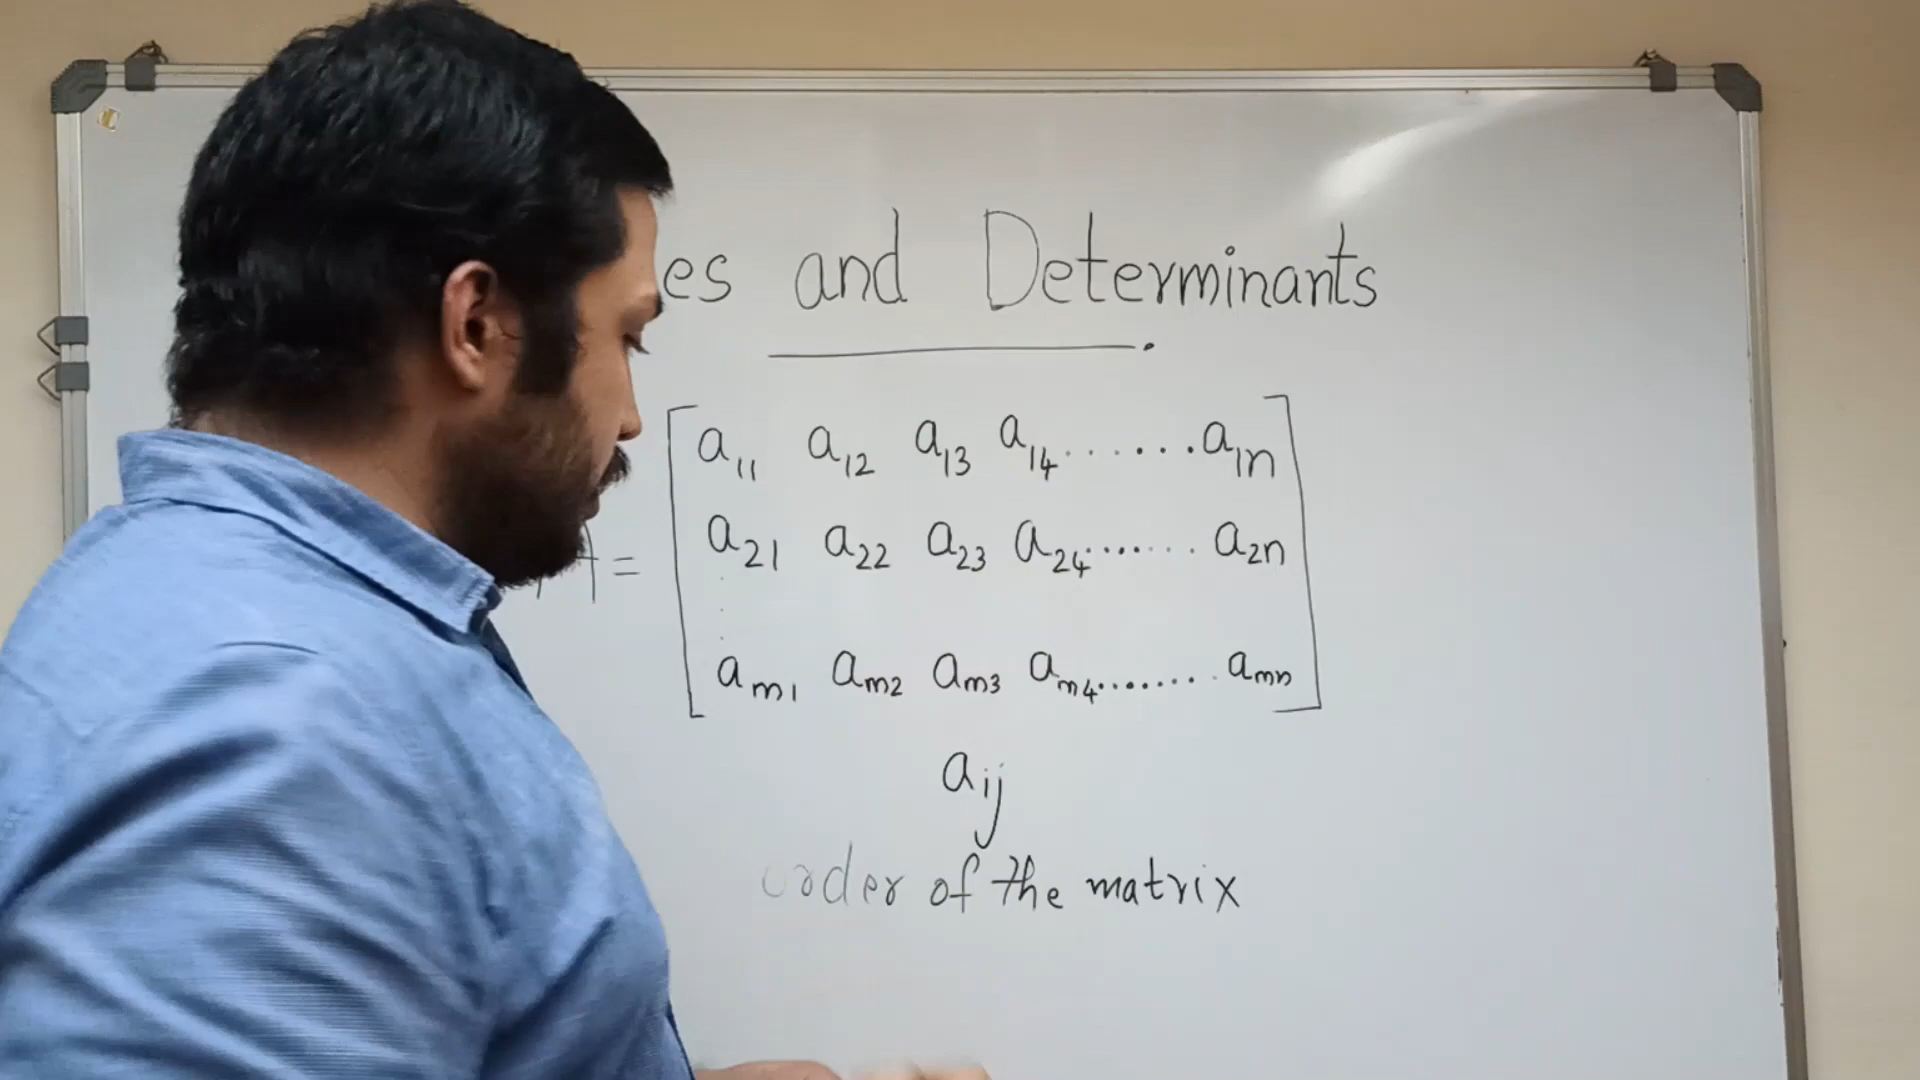 es and Determinants
A = [ a11 a12 a13 a14 ....... a1n
a21 a22 a23 a24 ....... a2n
.
.
.
am1 am2 am3 am4 ........ amn ]
aij
order of the matrix